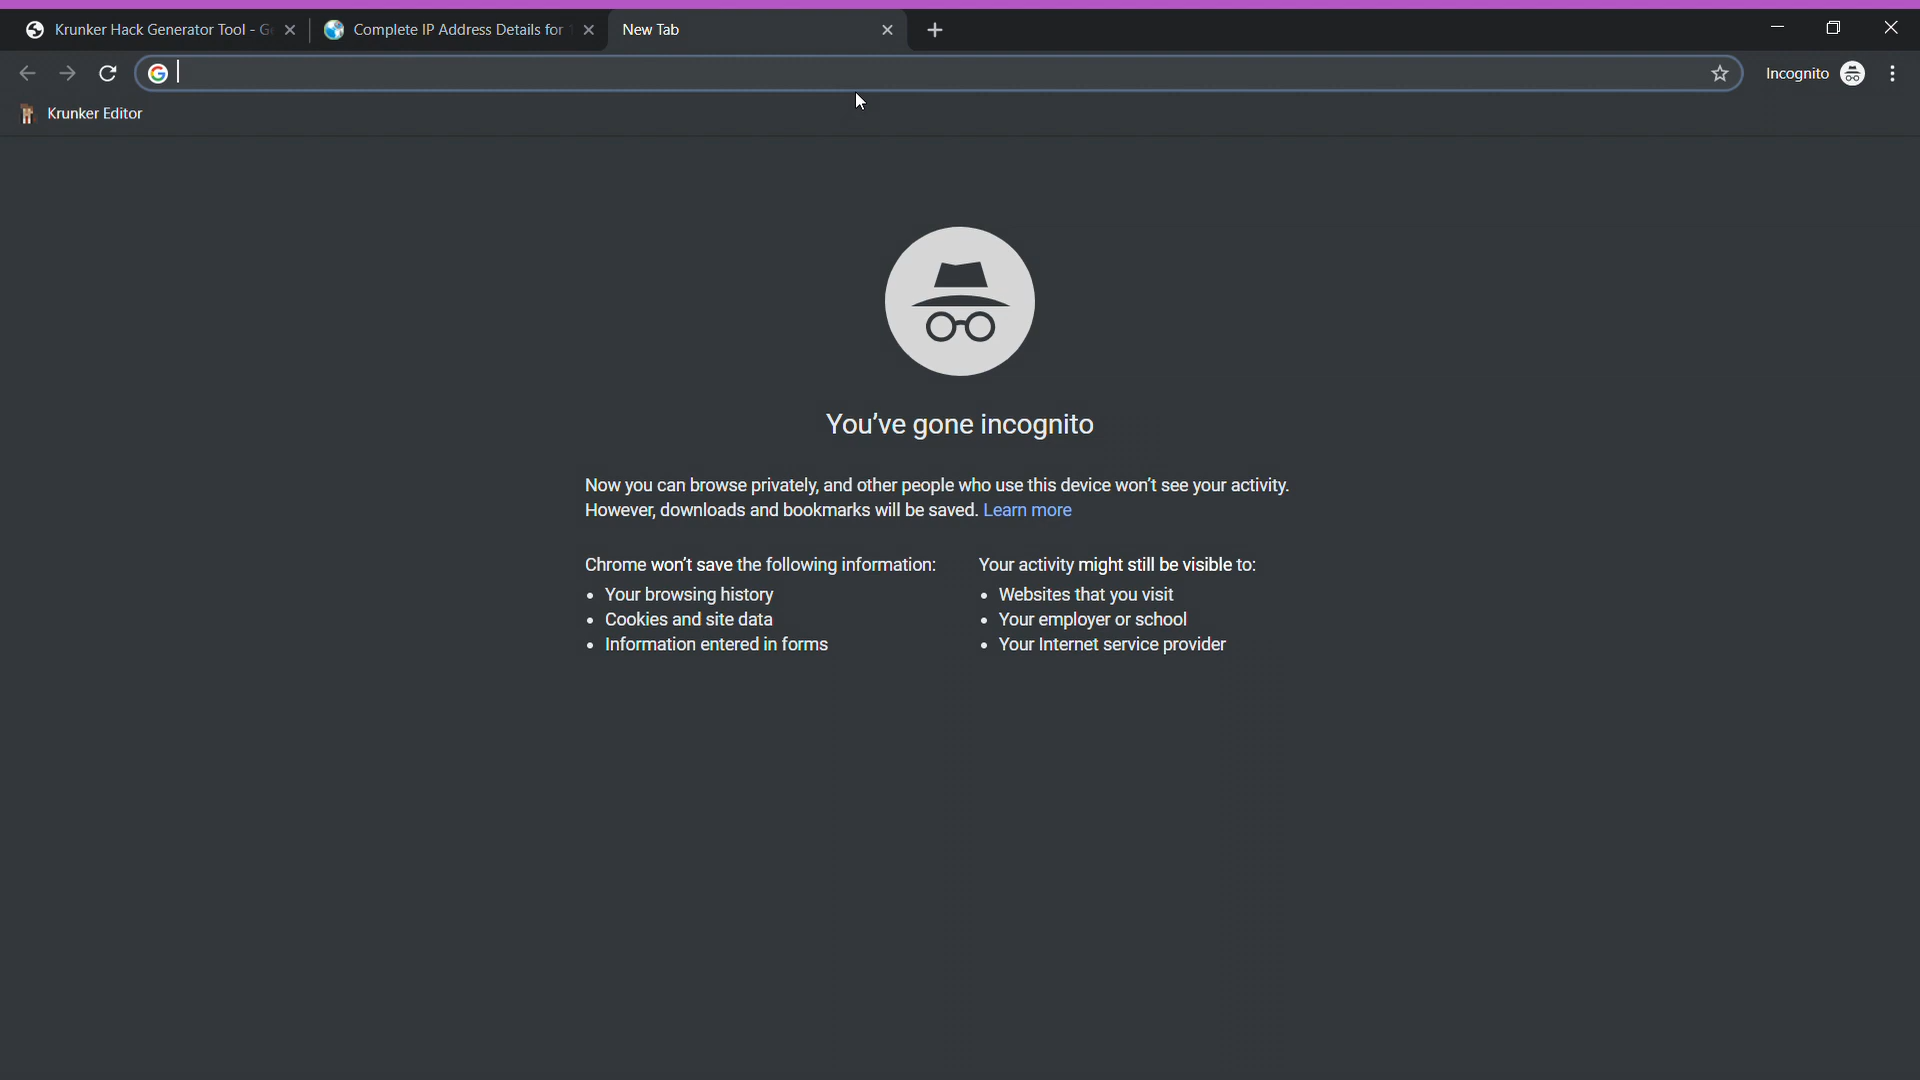 Krunker Hack Generator Tool - G
Complete IP Address Details for
New Tab
Incognito
Krunker Editor
You've gone incognito
Now you can browse privately, and other people who use this device won't see your activity.
However, downloads and bookmarks will be saved. Learn more
Chrome won't save the following information:
Your browsing history
Cookies and site data
Information entered in forms
Your activity might still be visible to:
Websites that you visit
Your employer or school
Your Internet service provider